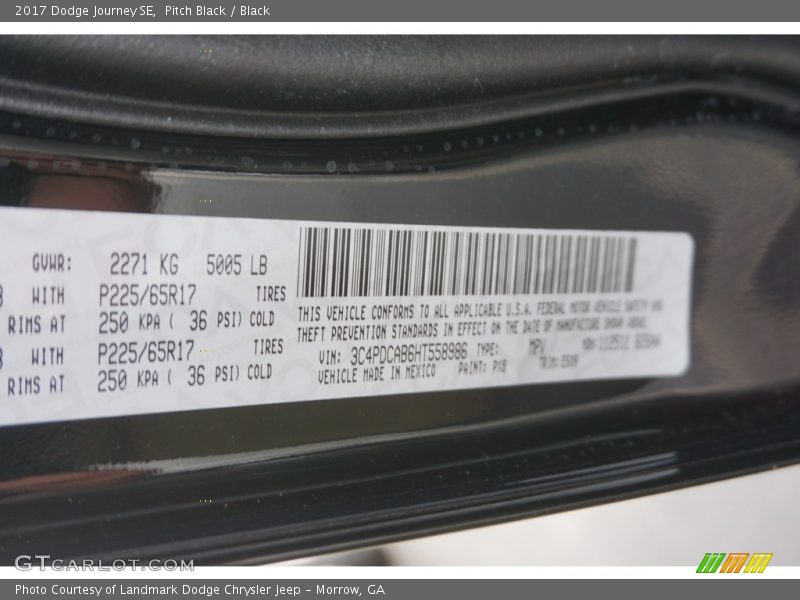 2017 Dodge Journey SE, Pitch Black / Black
GVWR: 2271 KG 5005 LB
WITH P225/65R17 TIRES
RIMS AT 250 KPA ( 36 PSI) COLD
WITH P225/65R17 TIRES
RIMS AT 250 KPA ( 36 PSI) COLD
THIS VEHICLE CONFORMS TO ALL APPLICABLE U.S.A. FEDERAL MOTOR VEHICLE SAFETY AND
THEFT PREVENTION STANDARDS IN EFFECT ON THE DATE OF MANUFACTURE SHOWN ABOVE.
VIN: 3C4PDCAB6HT558986 TYPE: MPV
VEHICLE MADE IN MEXICO PAINT: PX8 TRIM:
GTCARLOT.COM
Photo Courtesy of Landmark Dodge Chrysler Jeep – Morrow, GA